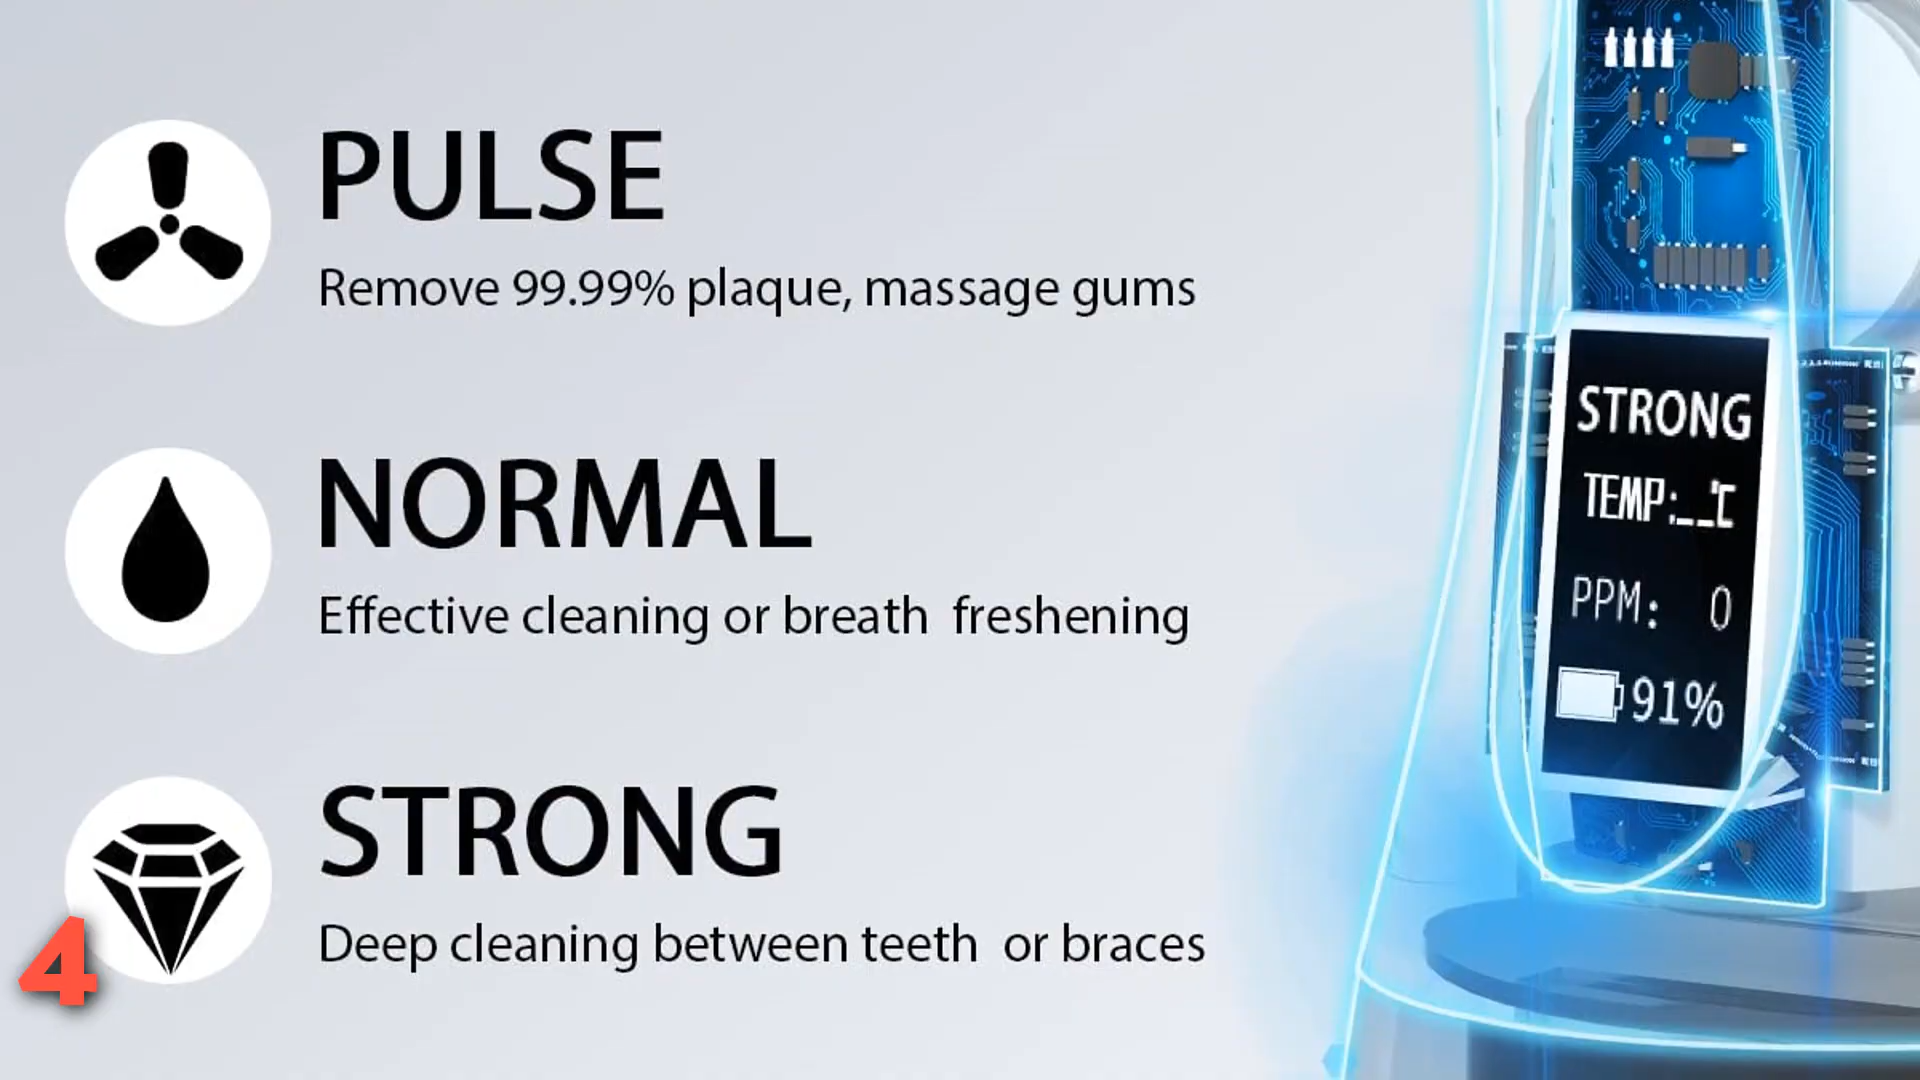 PULSE
Remove 99.99% plaque, massage gums
NORMAL
Effective cleaning or breath freshening
STRONG
Deep cleaning between teeth or braces
4
STRONG
TEMP:__℃
PPM: 0
91%